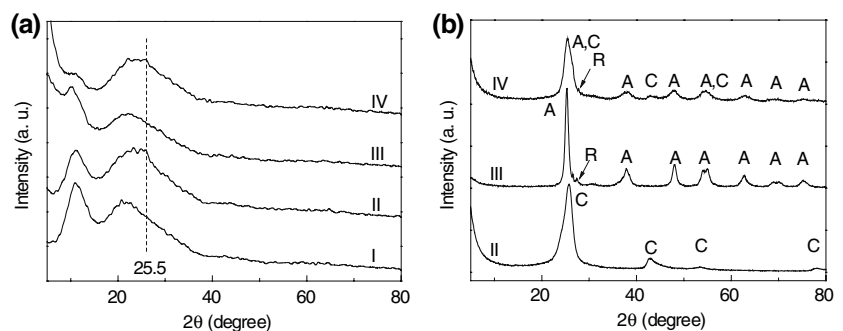 (a)
Intensity (a. u.)
IV
III
II
I
25.5
20 40 60 80
2θ (degree)
(b)
Intensity (a. u.)
A,C
R
IV
A C A A,C A A A
A
R
III
A A A A A A
C
II
C C C
20 40 60 80
2θ (degree)